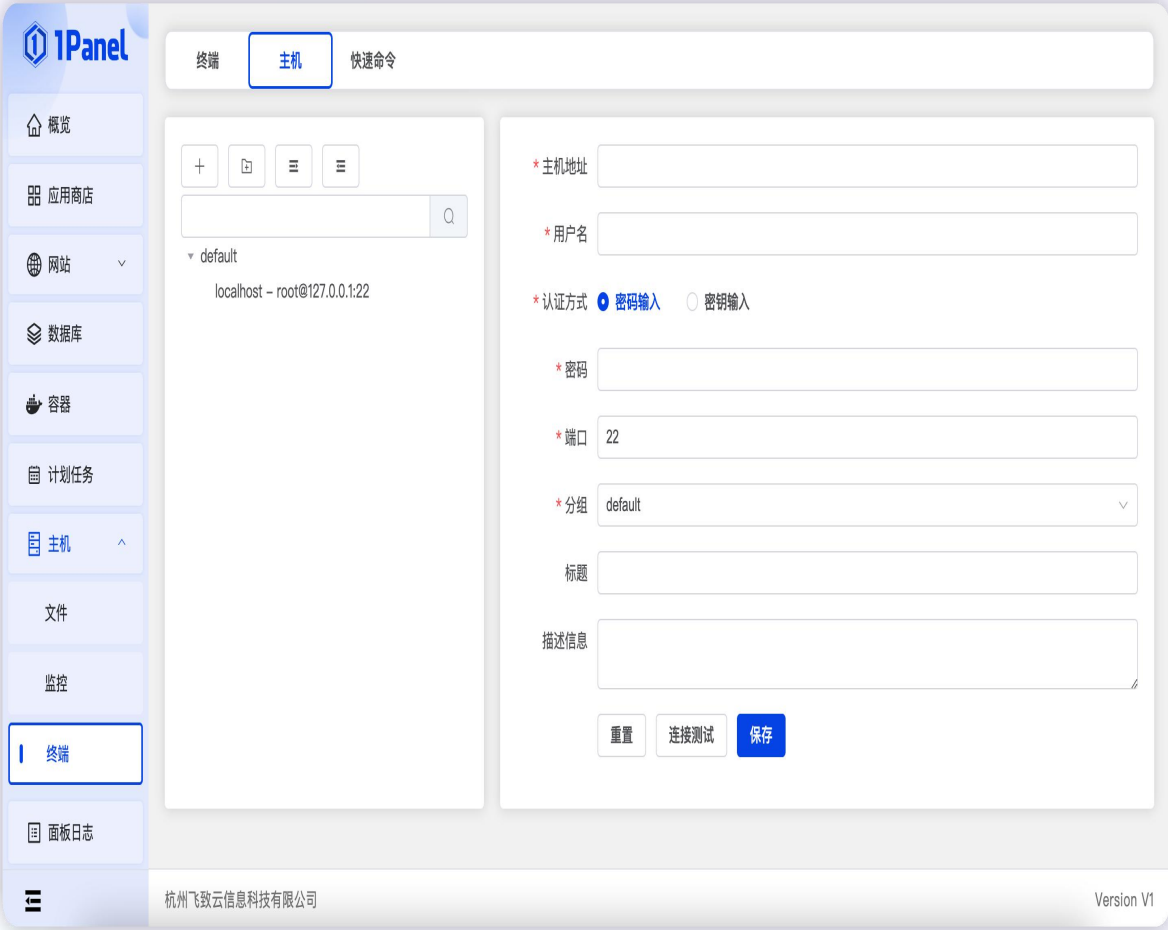 1Panel
概览
应用商店
网站
数据库
容器
计划任务
主机
文件
监控
终端
面板日志
终端 主机 快速命令
default
localhost – root@127.0.0.1:22
* 主机地址
* 用户名
* 认证方式 密码输入 密钥输入
* 密码
* 端口 22
* 分组 default
标题
描述信息
重置 连接测试 保存
杭州飞致云信息科技有限公司 Version V1